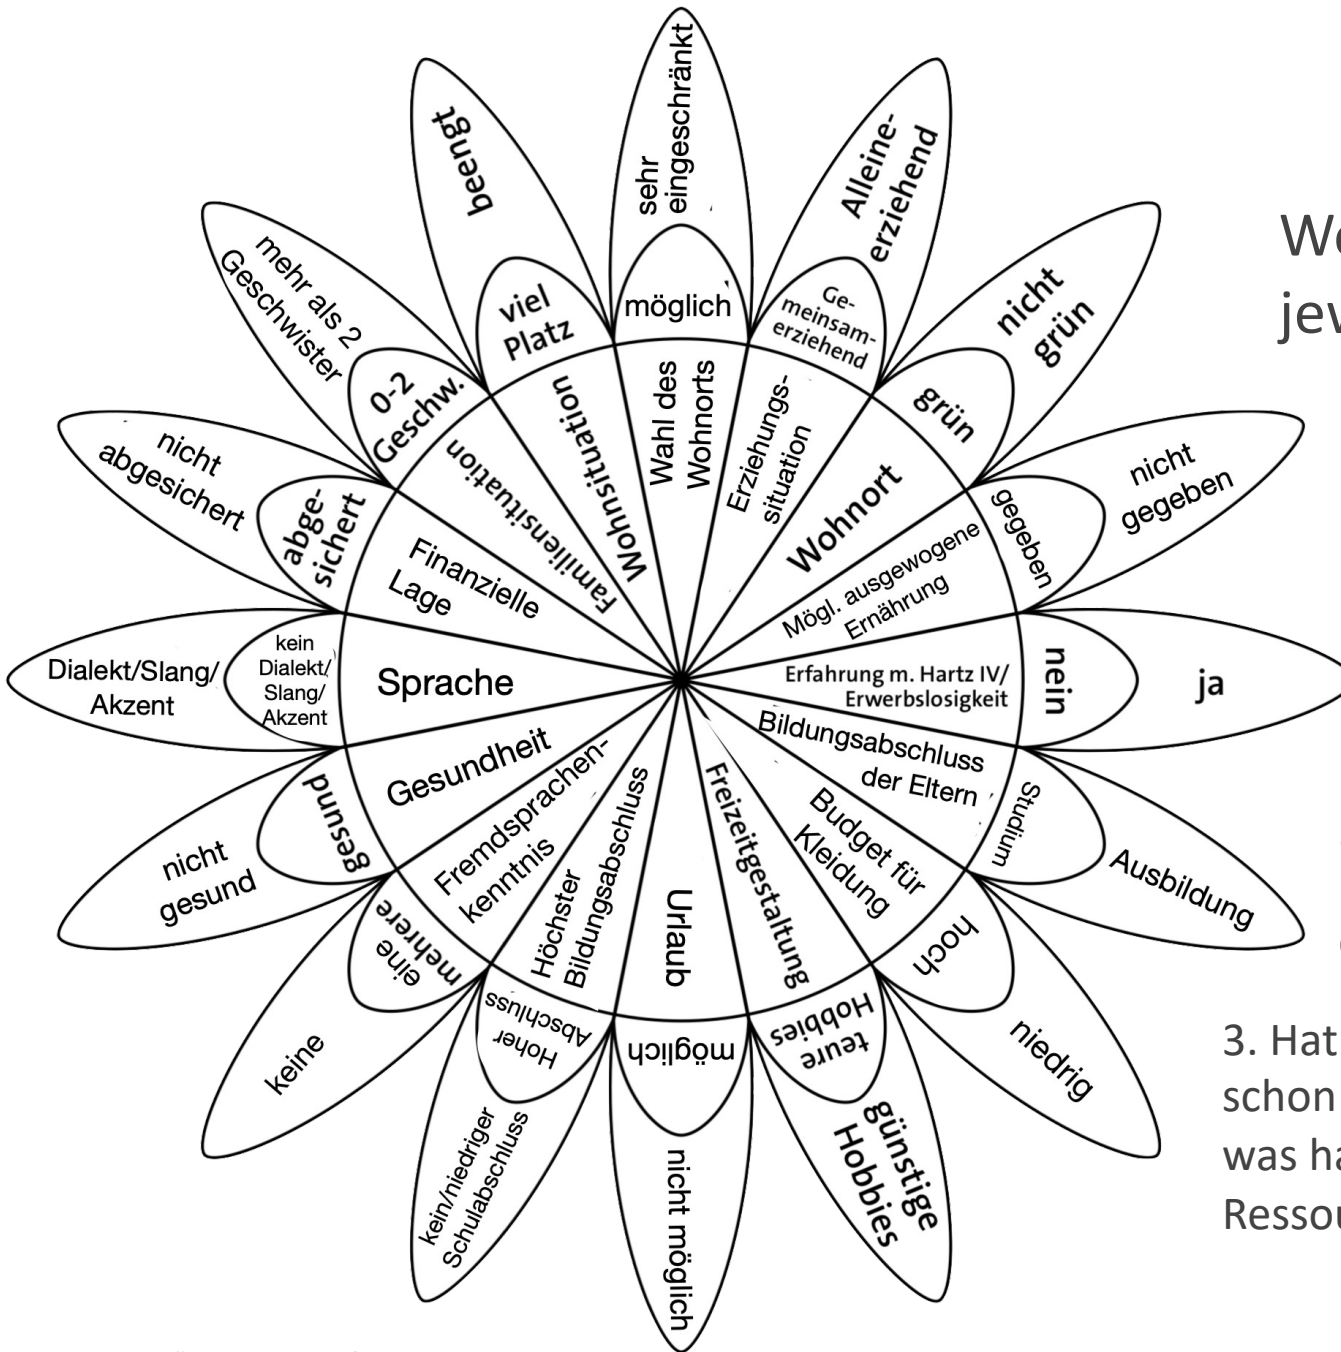 sehr
eingeschränkt
möglich
Wahl des
Wohnorts
Alleine-
erziehend
Ge-
meinsam-
erziehend
Erziehungs-
situation
nicht
grün
grün
Wohnort
nicht
gegeben
gegeben
Mögl. ausgewogene
Ernährung
ja
nein
Erfahrung m. Hartz IV/
Erwerbslosigkeit
Ausbildung
Studium
Bildungsabschluss
der Eltern
niedrig
hoch
Budget für
Kleidung
günstige
Hobbies
teure
Hobbies
Freizeitgestaltung
nicht möglich
möglich
Urlaub
kein/niedriger
Schulabschluss
Hoher
Abschluss
Höchster
Bildungsabschluss
keine
eine
mehrere
Fremdsprachen-
kenntnis
nicht
gesund
gesund
Gesundheit
Dialekt/Slang/
Akzent
kein
Dialekt/
Slang/
Akzent
Sprache
nicht
abgesichert
abge-
sichert
Finanzielle
Lage
mehr als 2
Geschwister
0-2
Geschw.
Familiensituation
beengt
viel
Platz
Wohnsituation
3. Hat
schon
was ha
Ressou